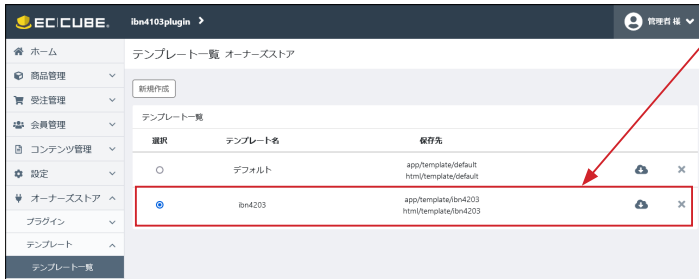 EC CUBE
ibn4103plugin
管理者 様
ホーム
テンプレート一覧 オーナーズストア
商品管理
受注管理
会員管理
コンテンツ管理
設定
オーナーズストア
プラグイン
テンプレート
テンプレート一覧
新規作成
テンプレート一覧
選択 テンプレート名 保存先
デフォルト app/template/default
html/template/default
ibn4203 app/template/ibn4203
html/template/ibn4203